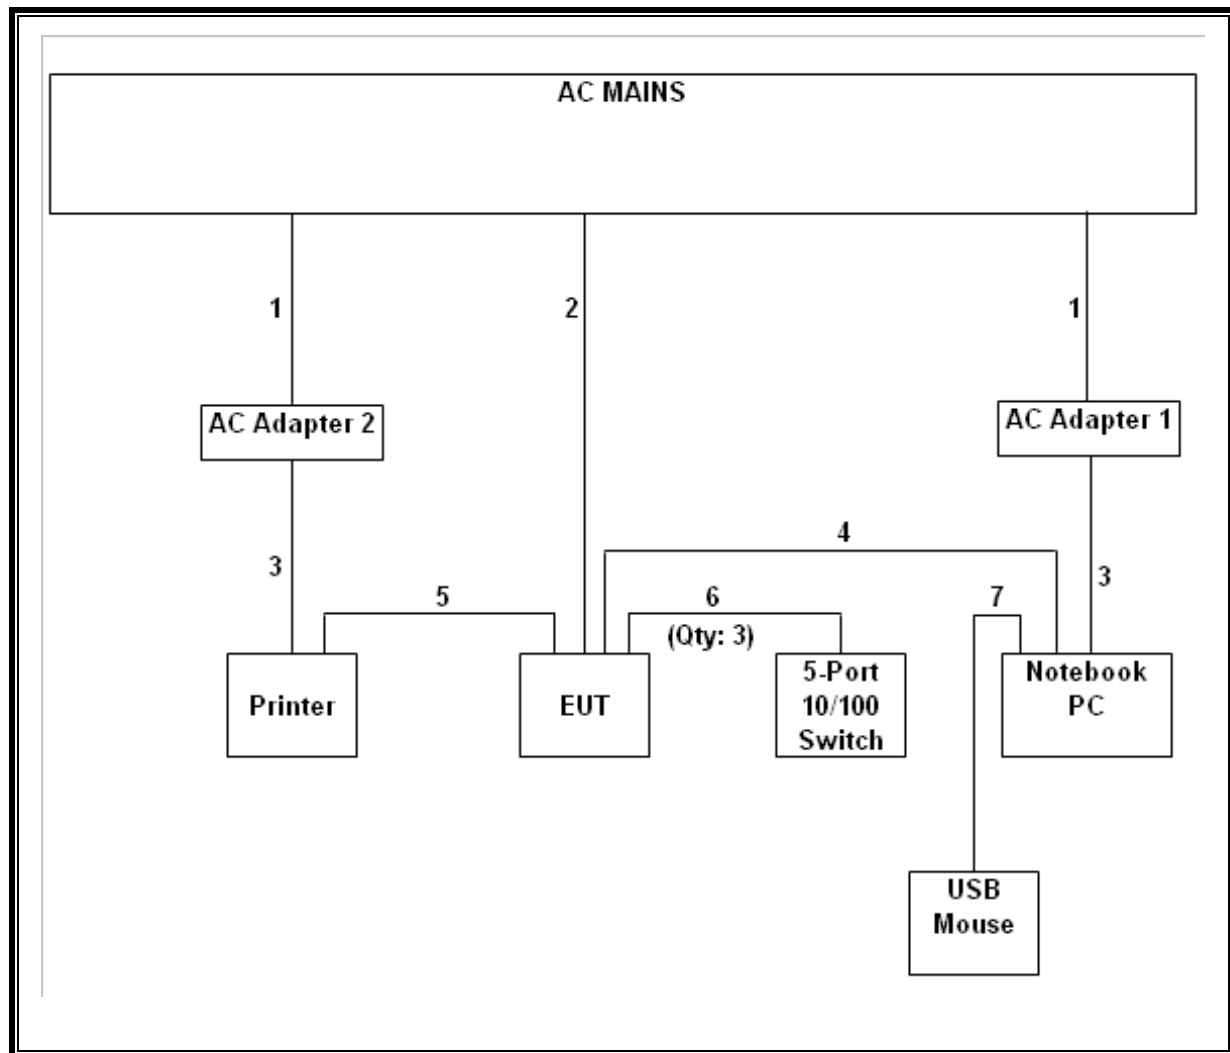 AC MAINS
1
2
1
AC Adapter 2
AC Adapter 1
4
3
3
5
6
7
(Qty: 3)
Printer
EUT
5-Port
10/100
Switch
Notebook
PC
USB
Mouse